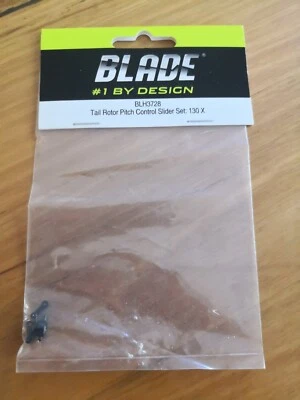 BLADE
#1 BY DESIGN
BLH3728
Tail Rotor Pitch Control Slider Set: 130 X